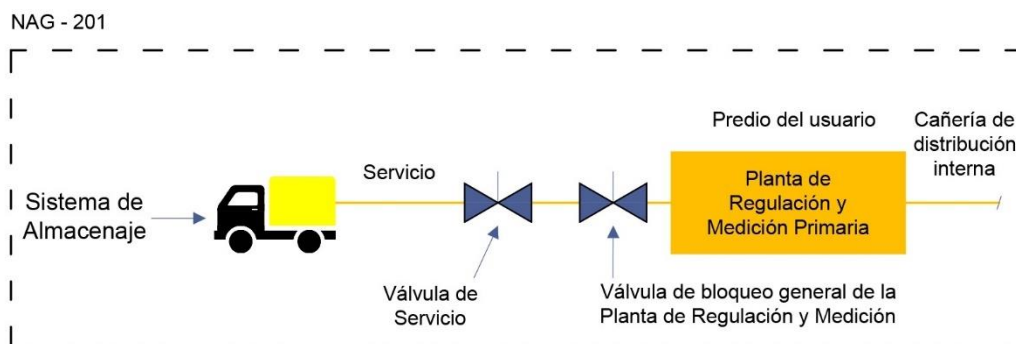 NAG - 201
Sistema de
Almacenaje
Servicio
Válvula de
Servicio
Válvula de bloqueo general de la
Planta de Regulación y Medición
Predio del usuario
Planta de
Regulación y
Medición Primaria
Cañería de
distribución
interna